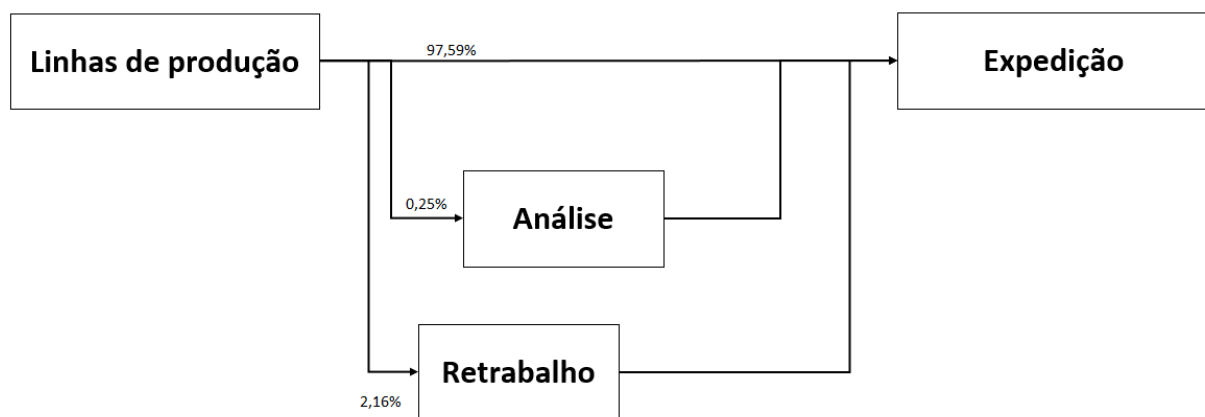 Linhas de produção
97,59%
Expedição
0,25%
Análise
Retrabalho
2,16%